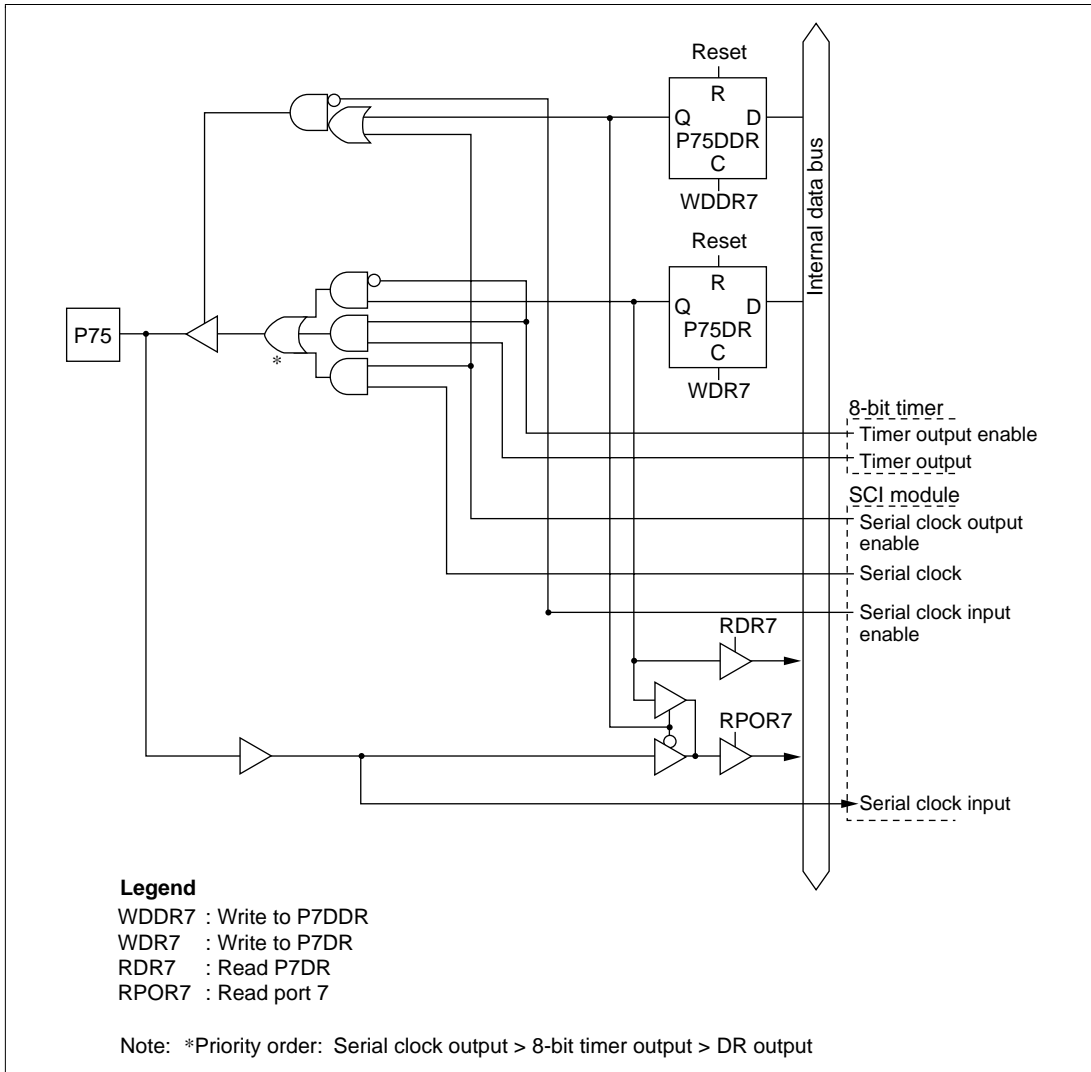 Reset
R
Q D
P75DDR
C
WDDR7
Internal data bus
Reset
R
Q D
P75DR
C
WDR7
P75
*
8-bit timer
Timer output enable
Timer output
SCI module
Serial clock output
enable
Serial clock
Serial clock input
enable
RDR7
RPOR7
Serial clock input
Legend
WDDR7 : Write to P7DDR
WDR7 : Write to P7DR
RDR7 : Read P7DR
RPOR7 : Read port 7
Note: *Priority order: Serial clock output > 8-bit timer output > DR output